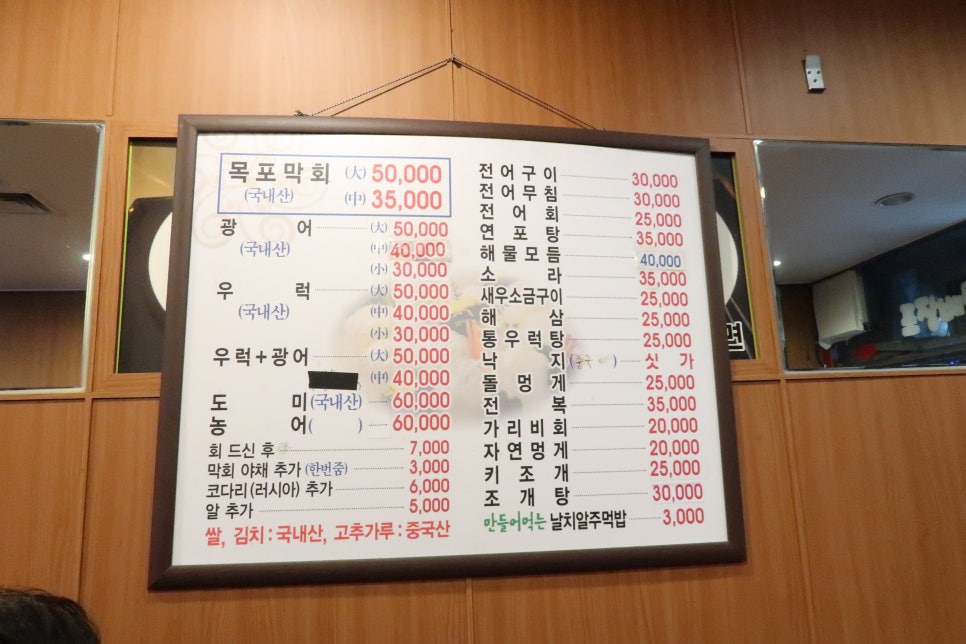 목포막회 (大) 50,000
(국내산) (中) 35,000
광 어 (大) 50,000
(국내산) (中) 40,000
(小) 30,000
우 럭 (大) 50,000
(국내산) (中) 40,000
(小) 30,000
우럭+광어 (大) 50,000
(中) 40,000
도 미 (국내산) 60,000
농 어 ( ) 60,000
회 드신 후 7,000
막회 야채 추가 (한번줌) 3,000
코다리 (러시아) 추가 6,000
알 추가 5,000
쌀, 김치 : 국내산, 고추가루 : 중국산
전어구이 30,000
전어무침 30,000
전 어 회 25,000
연 포 탕 35,000
해물모듬 40,000
소 라 35,000
새우소금구이 25,000
해 삼 25,000
통우럭탕 25,000
낙 지 싯 가
돌 멍 게 25,000
전 복 35,000
가리비회 20,000
자연멍게 20,000
키 조 개 25,000
조 개 탕 30,000
만들어먹는 날치알주먹밥 3,000
면